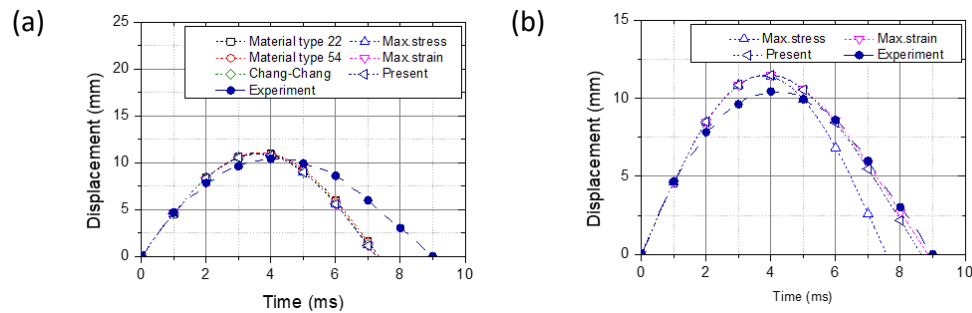 (a)
25
20
15
10
5
0
Displacement (mm)
Material type 22
Max.stress
Material type 54
Max.strain
Chang-Chang
Present
Experiment
0 2 4 6 8 10
Time (ms)
(b)
15
10
5
0
Displacement (mm)
Max.stress
Max.strain
Present
Experiment
0 2 4 6 8 10
Time (ms)